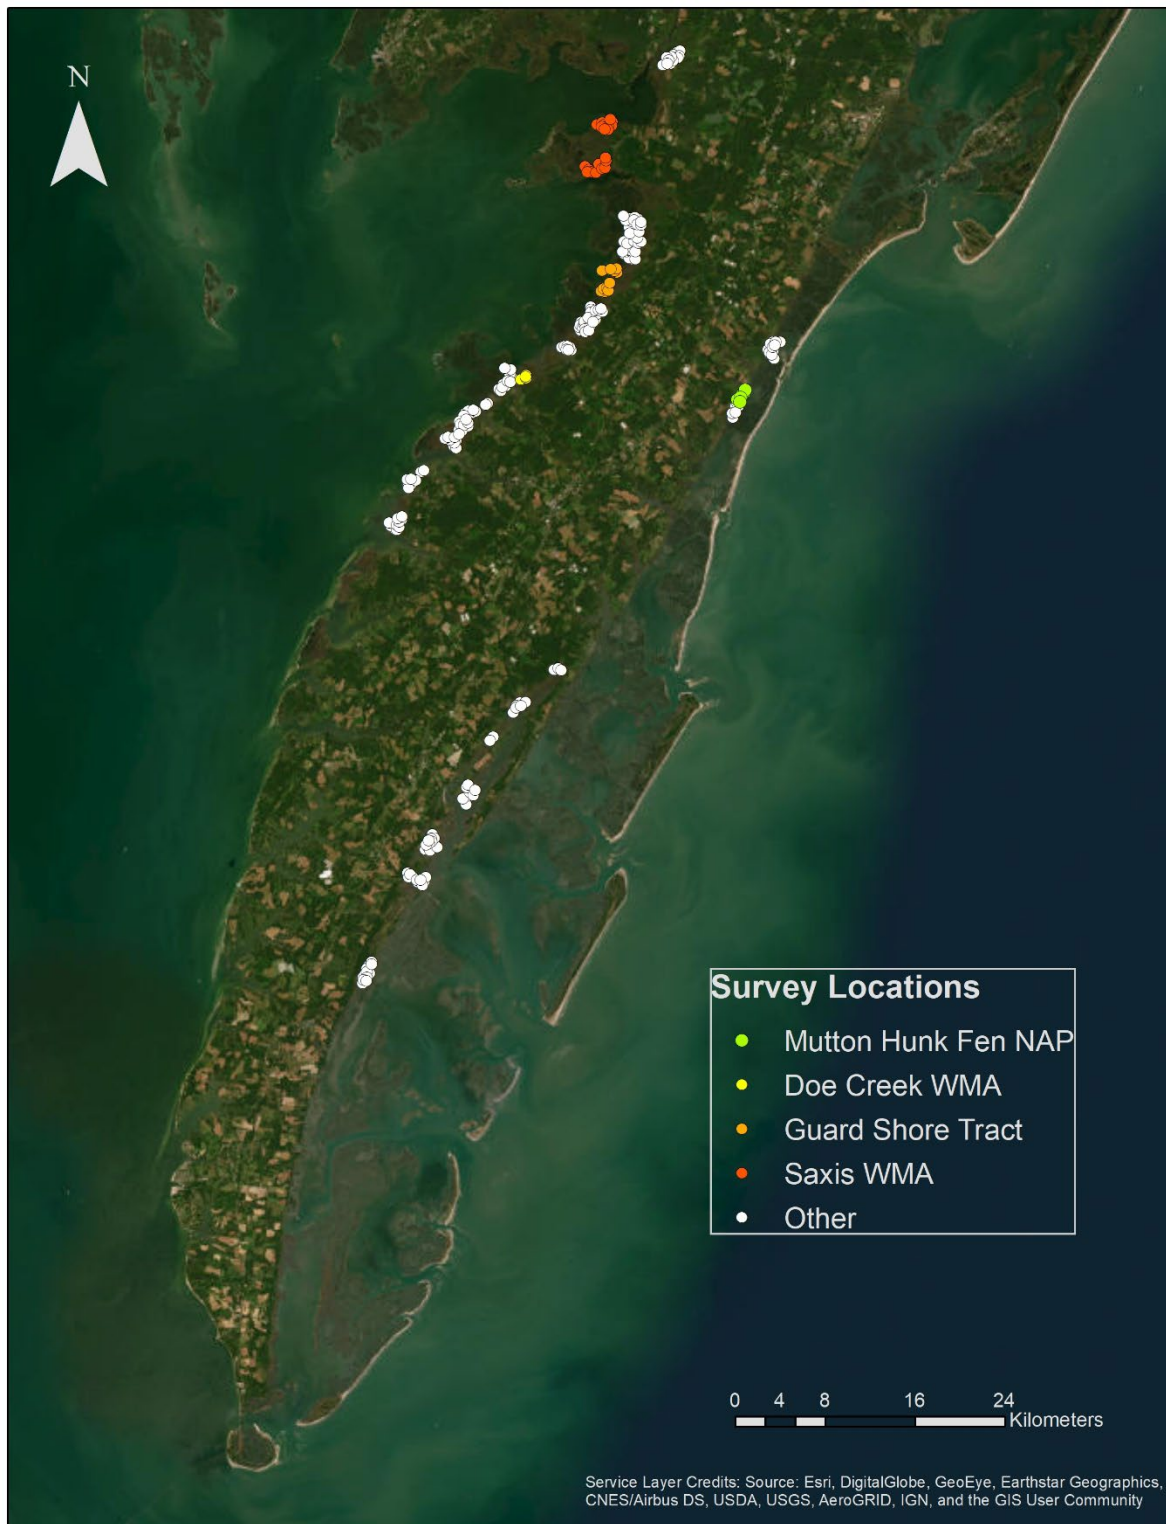 N
Survey Locations
Mutton Hunk Fen NAP
Doe Creek WMA
Guard Shore Tract
Saxis WMA
Other
0 4 8 16 24
Kilometers
Service Layer Credits: Source: Esri, DigitalGlobe, GeoEye, Earthstar Geographics,
CNES/Airbus DS, USDA, USGS, AeroGRID, IGN, and the GIS User Community